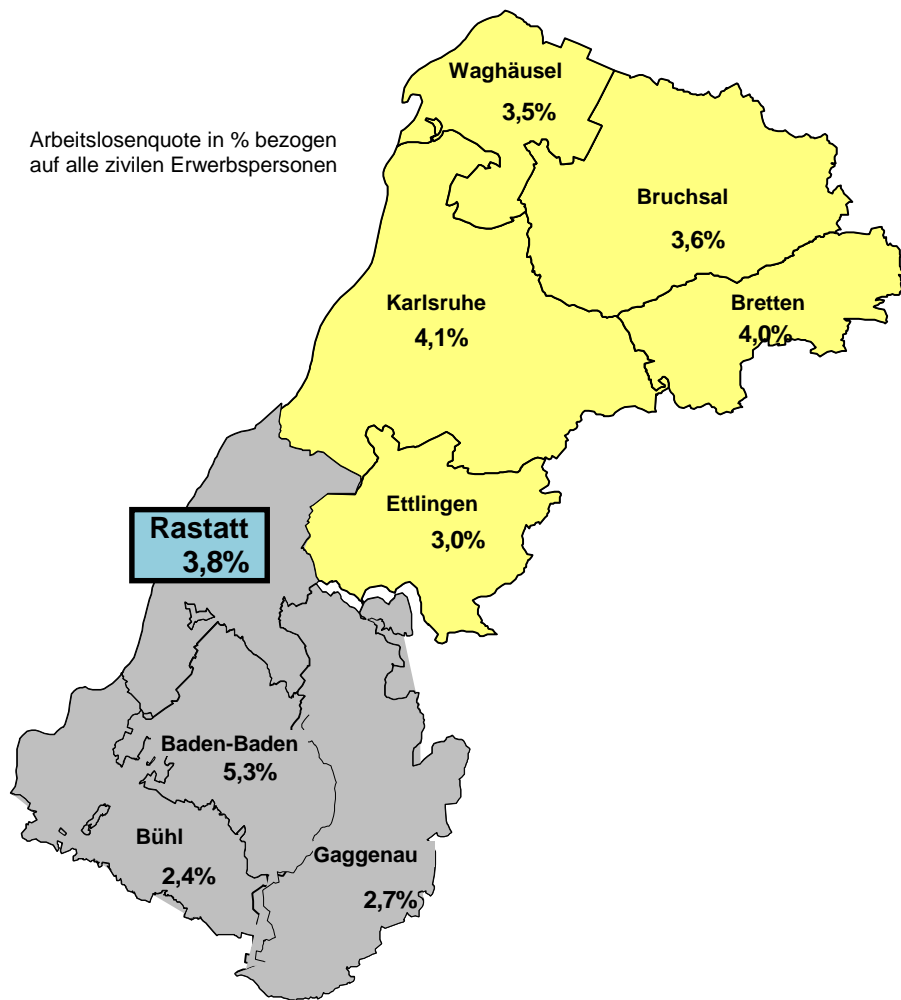 Waghäusel
3,5%
Arbeitslosenquote in % bezogen
auf alle zivilen Erwerbspersonen
Bruchsal
3,6%
Karlsruhe
4,1%
Bretten
4,0%
Ettlingen
3,0%
Rastatt
3,8%
Baden-Baden
5,3%
Bühl
2,4%
Gaggenau
2,7%